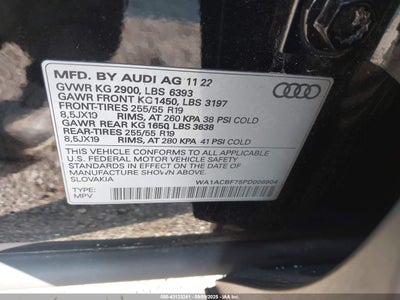 MFD. BY AUDI AG 11 22
GVWR KG 2900, LBS 6393
GAWR FRONT KG1450, LBS 3197
FRONT-TIRES 255/55 R19
8,5JX19 RIMS, AT 260 KPA 38 PSI COLD
GAWR REAR KG 1650, LBS 3638
REAR-TIRES 255/55 R19
8,5JX19 RIMS, AT 280 KPA 41 PSI COLD
THIS VEHICLE CONFORMS TO ALL APPLICABLE
U.S. FEDERAL MOTOR VEHICLE SAFETY
STANDARDS IN EFFECT ON THE DATE OF
MANUFACTURE SHOWN ABOVE.
SLOVAKIA
WA1ACBF75PD008904
TYPE:
MPV